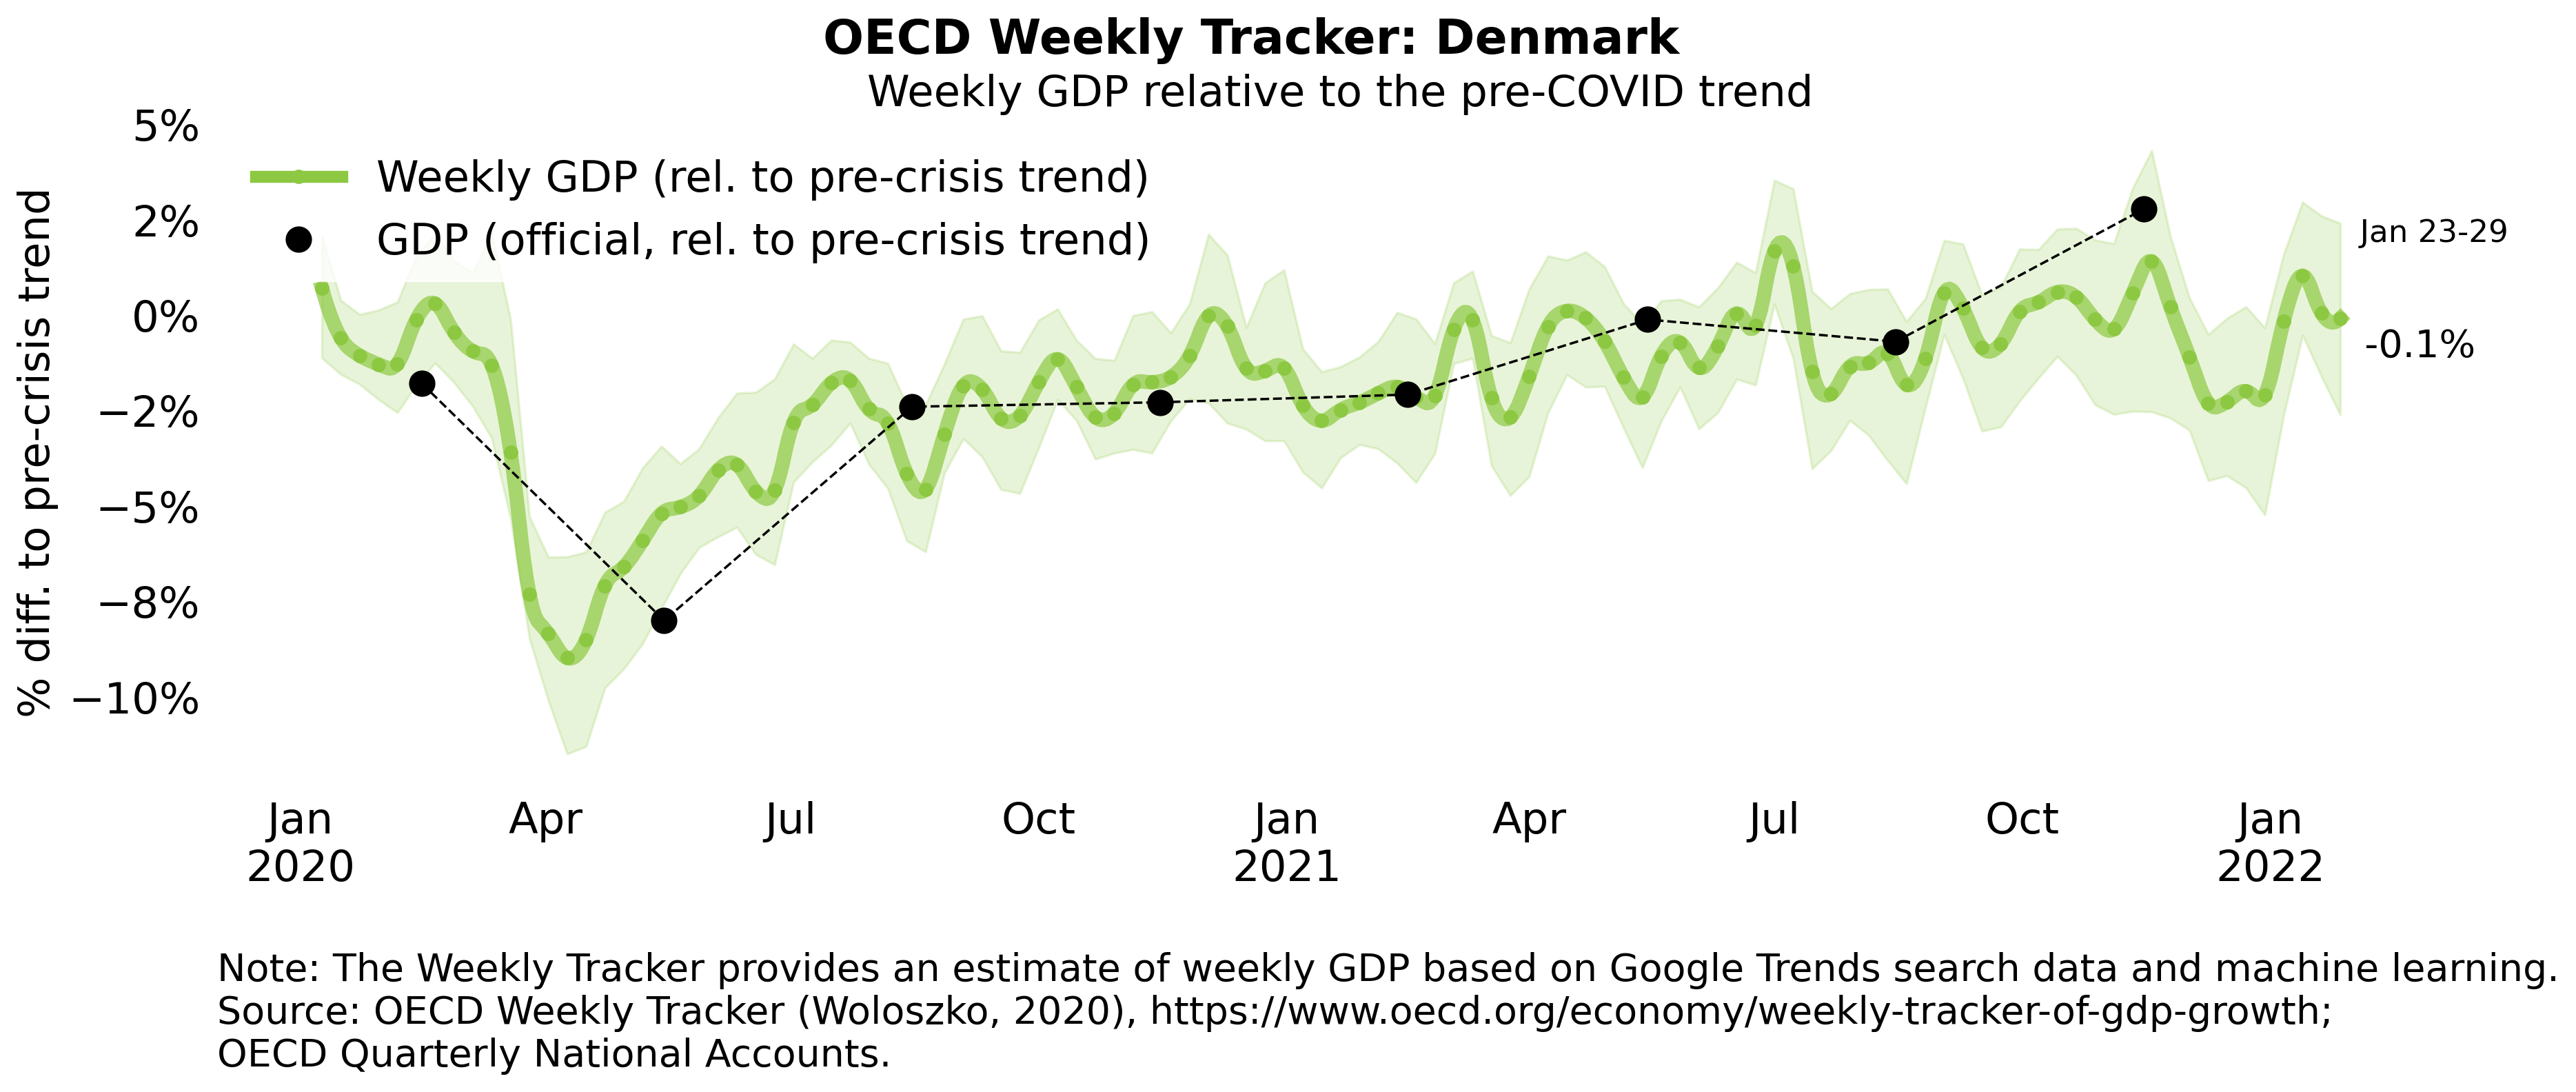 OECD Weekly Tracker: Denmark
Weekly GDP relative to the pre-COVID trend
% diff. to pre-crisis trend
5%
2%
0%
−2%
−5%
−8%
−10%
Weekly GDP (rel. to pre-crisis trend)
GDP (official, rel. to pre-crisis trend)
Jan 23-29
-0.1%
Jan Apr Jul Oct Jan Apr Jul Oct Jan
2020 2021 2022
Note: The Weekly Tracker provides an estimate of weekly GDP based on Google Trends search data and machine learning.
Source: OECD Weekly Tracker (Woloszko, 2020), https://www.oecd.org/economy/weekly-tracker-of-gdp-growth;
OECD Quarterly National Accounts.